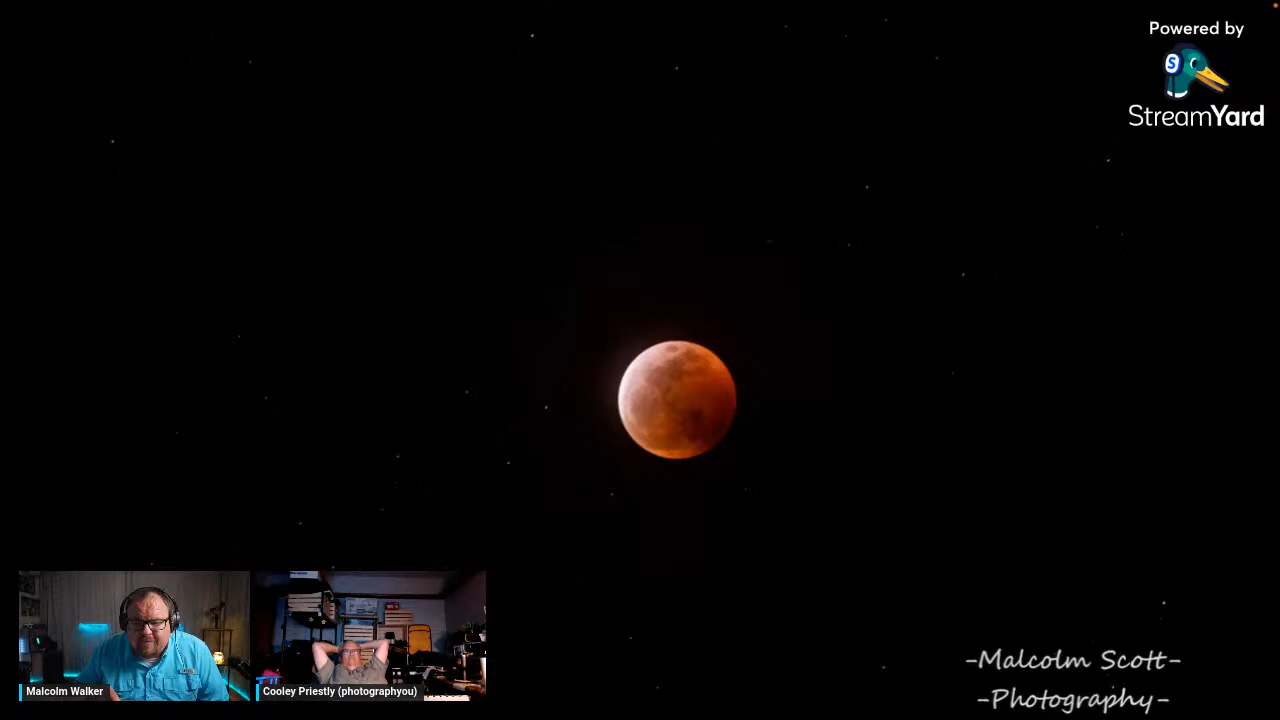 Powered by
StreamYard
-Malcolm Scott-
-Photography-
Malcolm Walker
Cooley Priestly (photographyou)